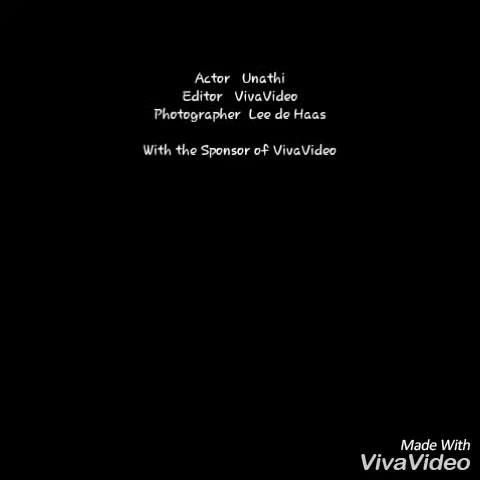 Actor Unathi
Editor VivaVideo
Photographer Lee de Haas
With the Sponsor of VivaVideo
Made With
VivaVideo